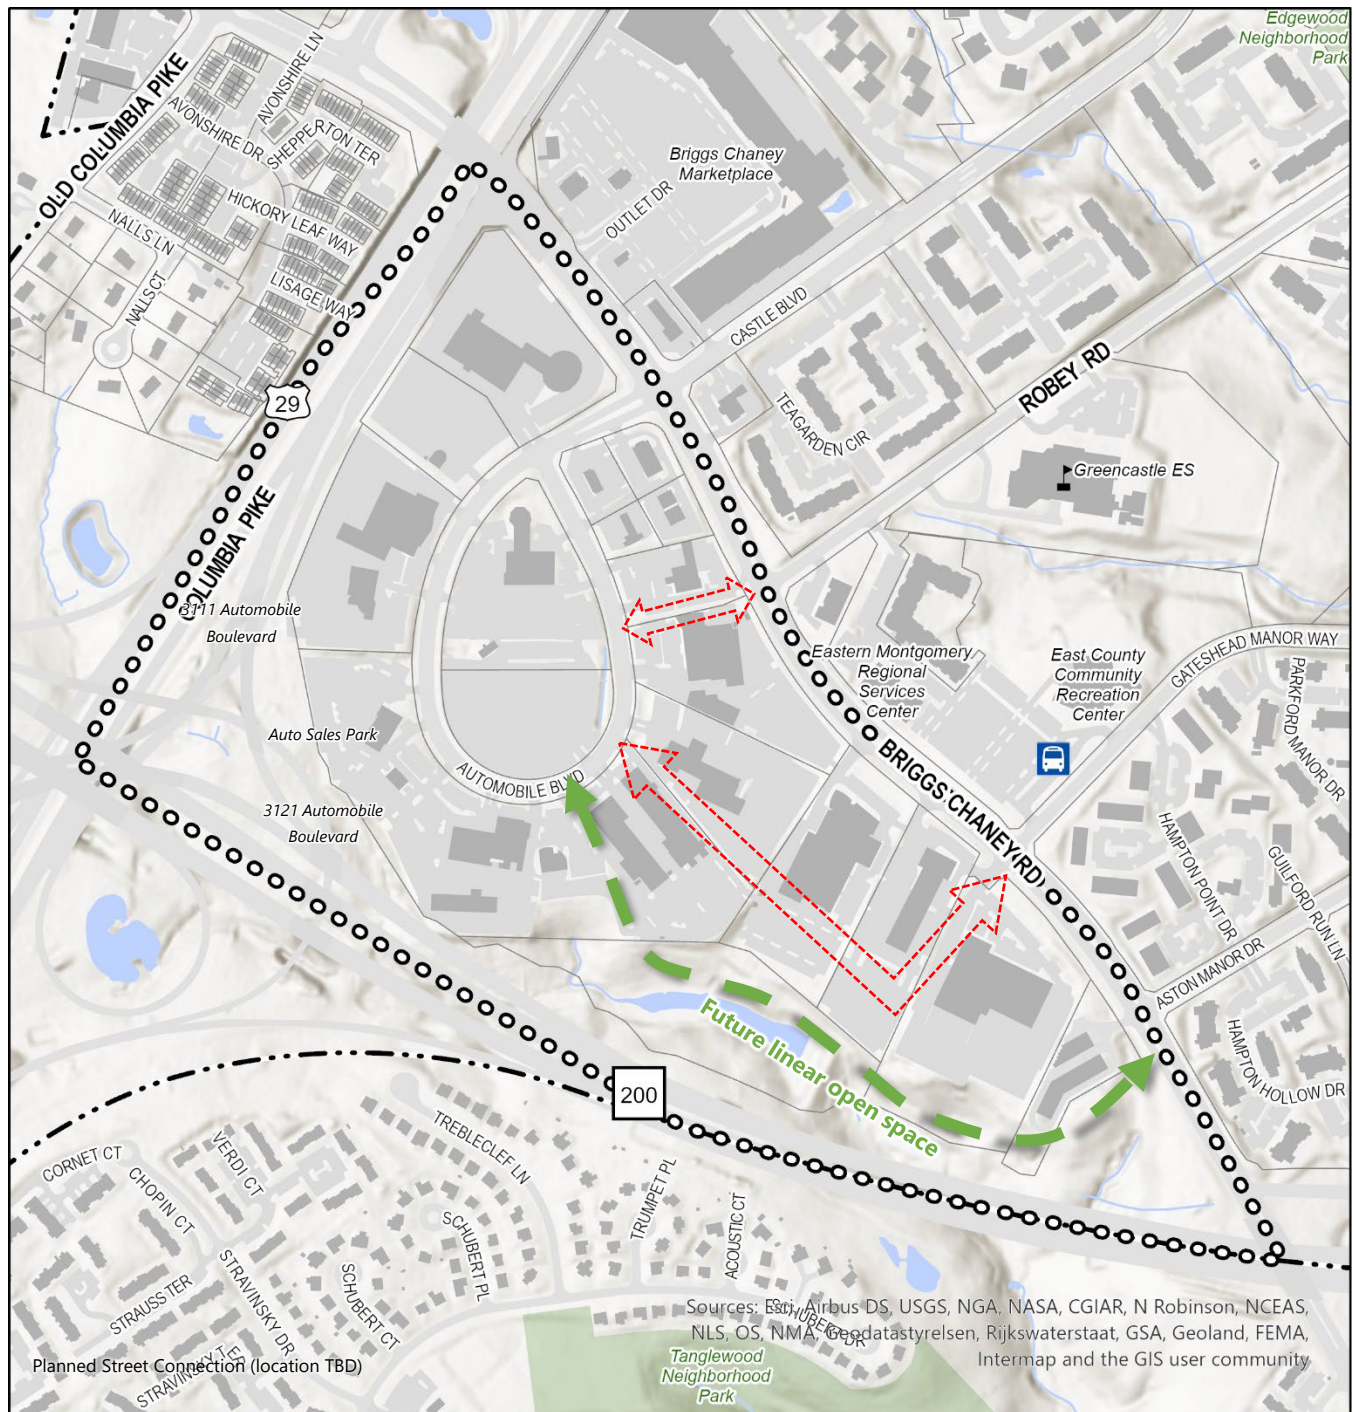 Edgewood
Neighborhood
Park
OLD COLUMBIA PIKE
AVONSHIRE LN
AVONSHIRE DR
SHEPPERTON TER
HICKORY LEAF WAY
NALLS LN
NALLS CT
LISAGE WAY
Briggs Chaney
Marketplace
OUTLET DR
CASTLE BLVD
ROBEY RD
TEAGARDEN CIR
Greencastle ES
29
COLUMBIA PIKE
3111 Automobile
Boulevard
Eastern Montgomery
Regional
Services
Center
East County
Community
Recreation
Center
GATESHEAD MANOR WAY
PARKFORD MANOR DR
Auto Sales Park
AUTOMOBILE BLVD
BRIGGS CHANEY RD
3121 Automobile
Boulevard
HAMPTON POINT DR
GUILFORD RUN LN
ASTON MANOR DR
HAMPTON HOLLOW DR
Future linear open space
200
TREBLECLEF LN
CORNET CT
VERDI CT
CHOPIN CT
TRUMPET PL
ACOUSTIC CT
SCHUBERT PL
STRAVINSKY DR
SCHUBERT CT
STRAUSS TER
SCHUBERT DR
STRAVINSKY TER
Sources: Esri, Airbus DS, USGS, NGA, NASA, CGIAR, N Robinson, NCEAS,
NLS, OS, NMA, Geodatastyrelsen, Rijkswaterstaat, GSA, Geoland, FEMA,
Intermap and the GIS user community
Planned Street Connection (location TBD)
Tanglewood
Neighborhood
Park